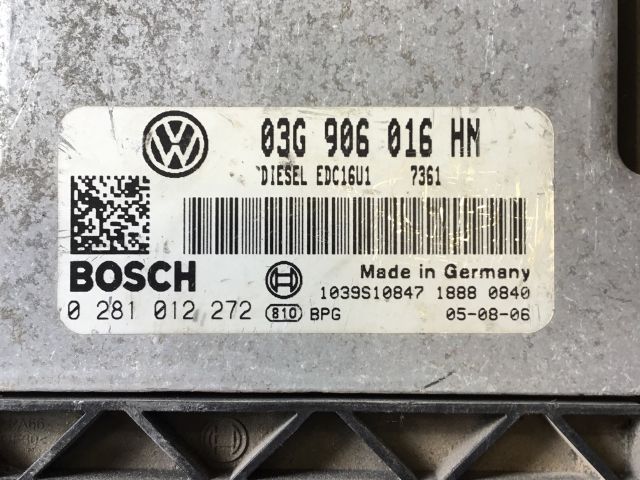 03G 906 016 HN
DIESEL EDC16U1 7361
BOSCH
Made in Germany
1039S10847 1888 0840
0 281 012 272 810 BPG 05-08-06